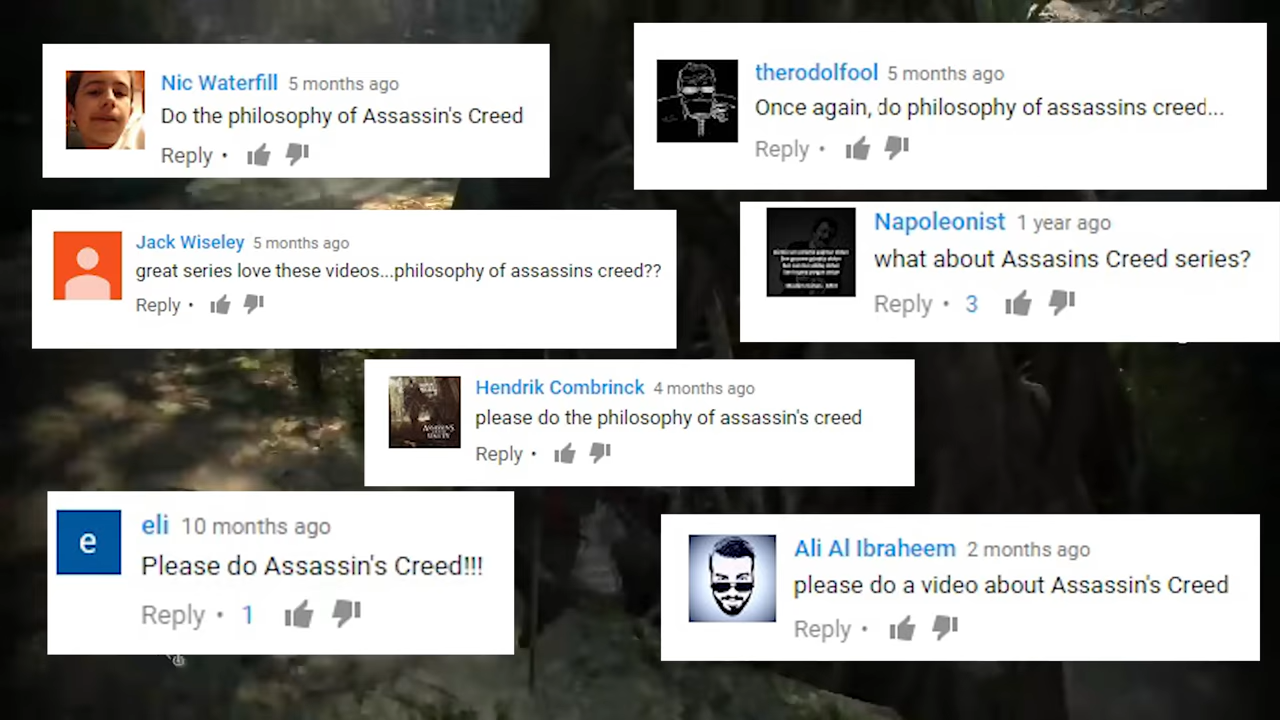 Nic Waterfill 5 months ago
Do the philosophy of Assassin's Creed
Reply •
therodolfool 5 months ago
Once again, do philosophy of assassins creed...
Reply •
Jack Wiseley 5 months ago
great series love these videos...philosophy of assassins creed??
Reply •
Napoleonist 1 year ago
what about Assasins Creed series?
Reply • 3
Hendrik Combrinck 4 months ago
please do the philosophy of assassin's creed
Reply •
e
eli 10 months ago
Please do Assassin's Creed!!!
Reply • 1
Ali Al Ibraheem 2 months ago
please do a video about Assassin's Creed
Reply •